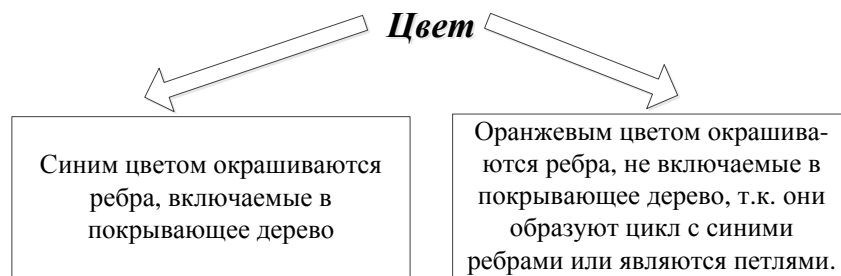 Цвет
Синим цветом окрашиваются
ребра, включаемые в
покрывающее дерево
Оранжевым цветом окрашива-
ются ребра, не включаемые в
покрывающее дерево, т.к. они
образуют цикл с синими
ребрами или являются петлями.